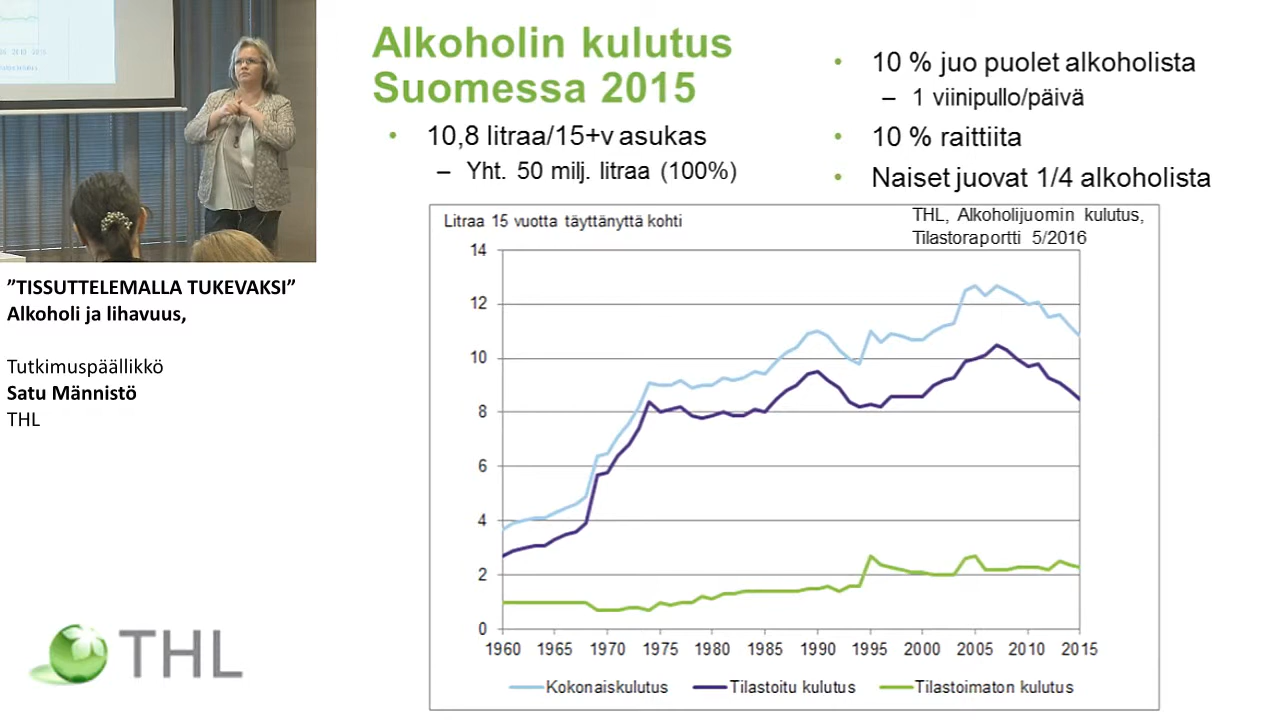 Alkoholin kulutus
Suomessa 2015
• 10,8 litraa/15+v asukas
– Yht. 50 milj. litraa (100%)
• 10 % juo puolet alkoholista
– 1 viinipullo/päivä
• 10 % raittiita
• Naiset juovat 1/4 alkoholista
”TISSUTTELEMALLA TUKEVAKSI”
Alkoholi ja lihavuus,
Tutkimuspäällikkö
Satu Männistö
THL
THL
Litraa 15 vuotta täyttänyttä kohti
THL, Alkoholijuomin kulutus,
Tilastoraportti 5/2016
14
12
10
8
6
4
2
0
1960 1965 1970 1975 1980 1985 1990 1995 2000 2005 2010 2015
Kokonaiskulutus Tilastoitu kulutus Tilastoimaton kulutus